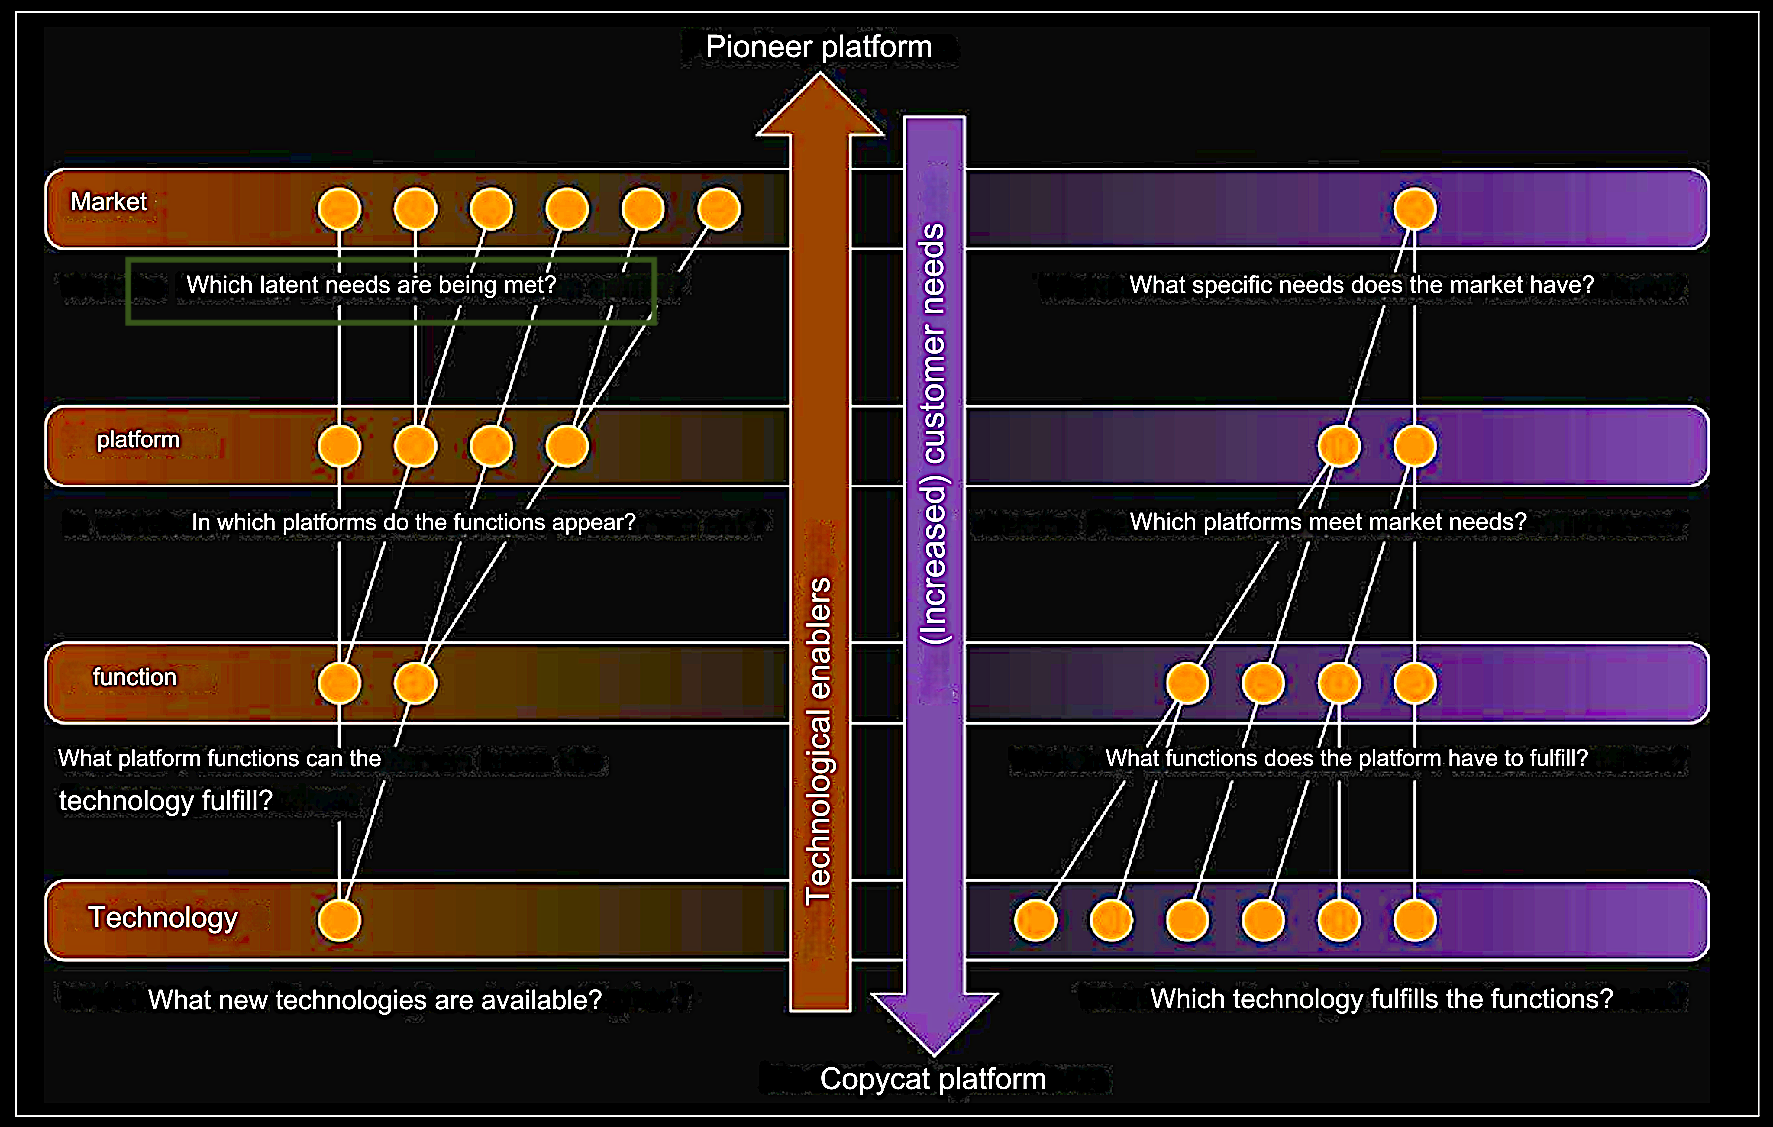 Pioneer platform
Market
Which latent needs are being met?
What specific needs does the market have?
platform
In which platforms do the functions appear?
Which platforms meet market needs?
function
What platform functions can the
technology fulfill?
What functions does the platform have to fulfill?
Technology
What new technologies are available?
Which technology fulfills the functions?
Technological enablers
(Increased) customer needs
Copycat platform